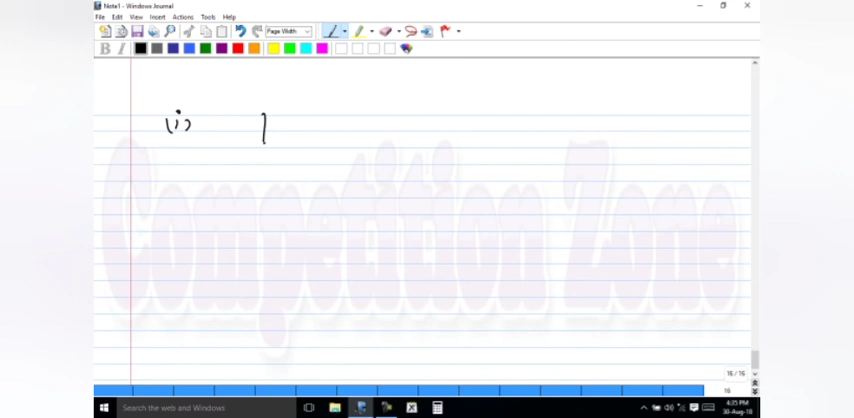 Note1 - Windows Journal
File Edit View Insert Actions Tools Help
Page Width
B I
(i) |
Competition Zone
16 / 16
16
Search the web and Windows
4:35 PM
30-Aug-18